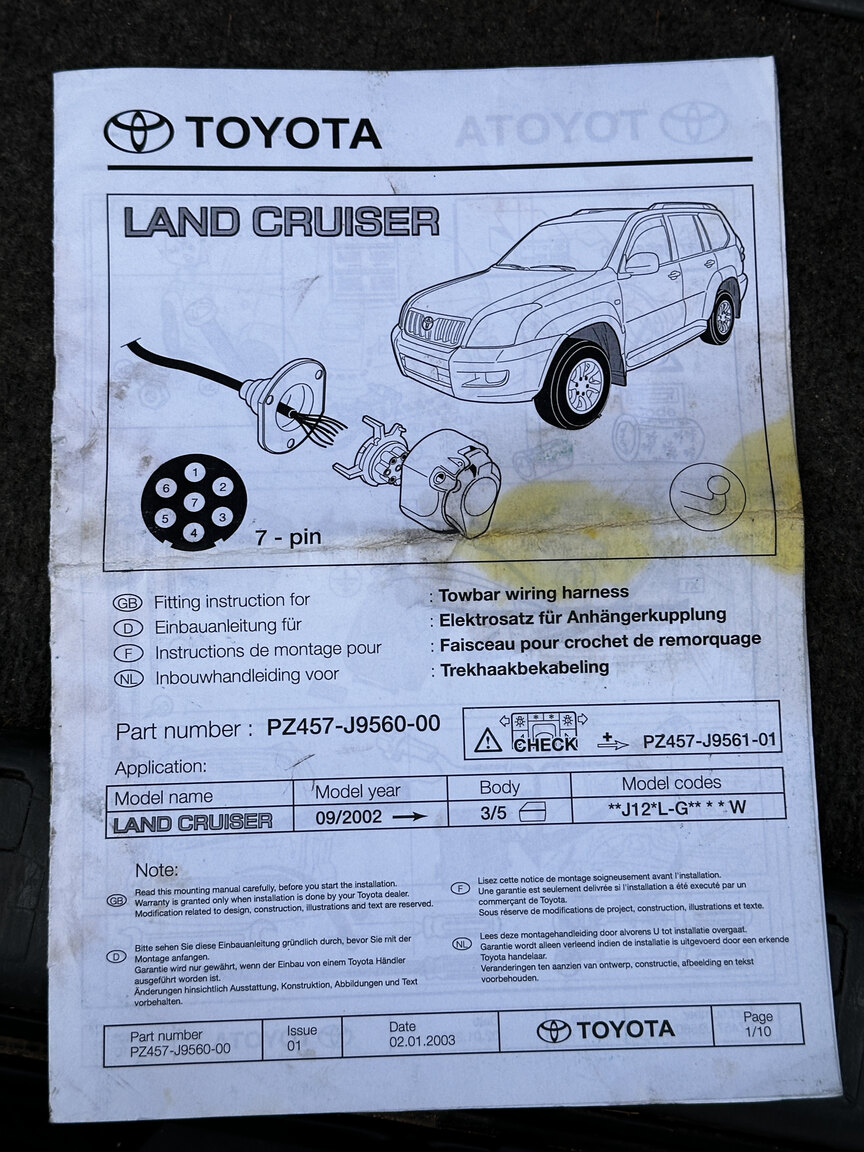 TOYOTA
LAND CRUISER
1
6
2
7
5
3
4
7 - pin
GB Fitting instruction for : Towbar wiring harness
D Einbauanleitung für : Elektrosatz für Anhängerkupplung
F Instructions de montage pour : Faisceau pour crochet de remorquage
NL Inbouwhandleiding voor : Trekhaakbekabeling
Part number : PZ457-J9560-00
CHECK + PZ457-J9561-01
Application:
Model name Model year Body Model codes
LAND CRUISER 09/2002 → 3/5 **J12*L-G****W
Note:
GB Read this mounting manual carefully, before you start the installation.
Warranty is granted only when installation is done by your Toyota dealer.
Modification related to design, construction, illustrations and text are reserved.
F Lisez cette notice de montage soigneusement avant l'installation.
Une garantie est seulement delivrée si l'installation a été executé par un
commerçant de Toyota.
Sous réserve de modifications de project, construction, illustrations et texte.
D Bitte sehen Sie diese Einbauanleitung gründlich durch, bevor Sie mit der
Montage anfangen.
Garantie wird nur gewährt, wenn der Einbau von einem Toyota Händler
ausgeführt worden ist.
Änderungen hinsichtlich Ausstattung, Konstruktion, Abbildungen und Text
vorbehalten.
NL Lees deze montagehandleiding door alvorens U tot installatie overgaat.
Garantie wordt alleen verleend indien de installatie is uitgevoerd door een erkende
Toyota handelaar.
Veranderingen ten aanzien van ontwerp, constructie, afbeelding en tekst
voorbehouden.
Part number Issue Date TOYOTA Page
PZ457-J9560-00 01 02.01.2003 1/10